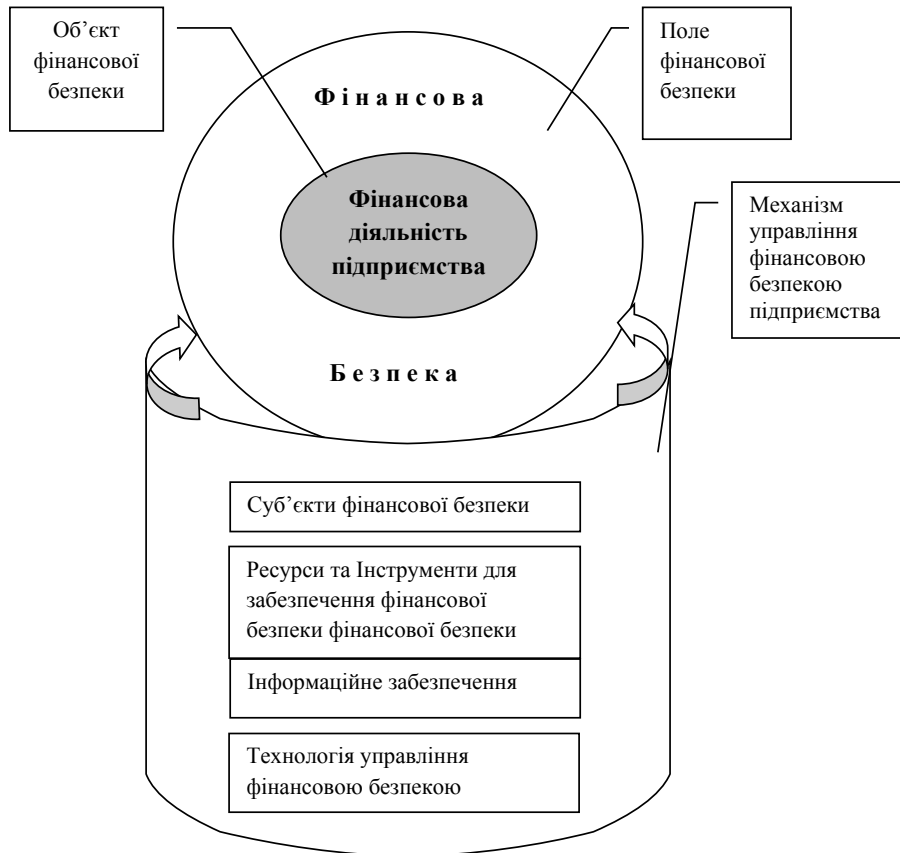 Об’єкт
фінансової
безпеки
Поле
фінансової
безпеки
Ф і н а н с о в а
Фінансова
діяльність
підприємства
Механізм
управління
фінансовою
безпекою
підприємства
Б е з п е к а
Суб’єкти фінансової безпеки
Ресурси та Інструменти для
забезпечення фінансової
безпеки фінансової безпеки
Інформаційне забезпечення
Технологія управління
фінансовою безпекою